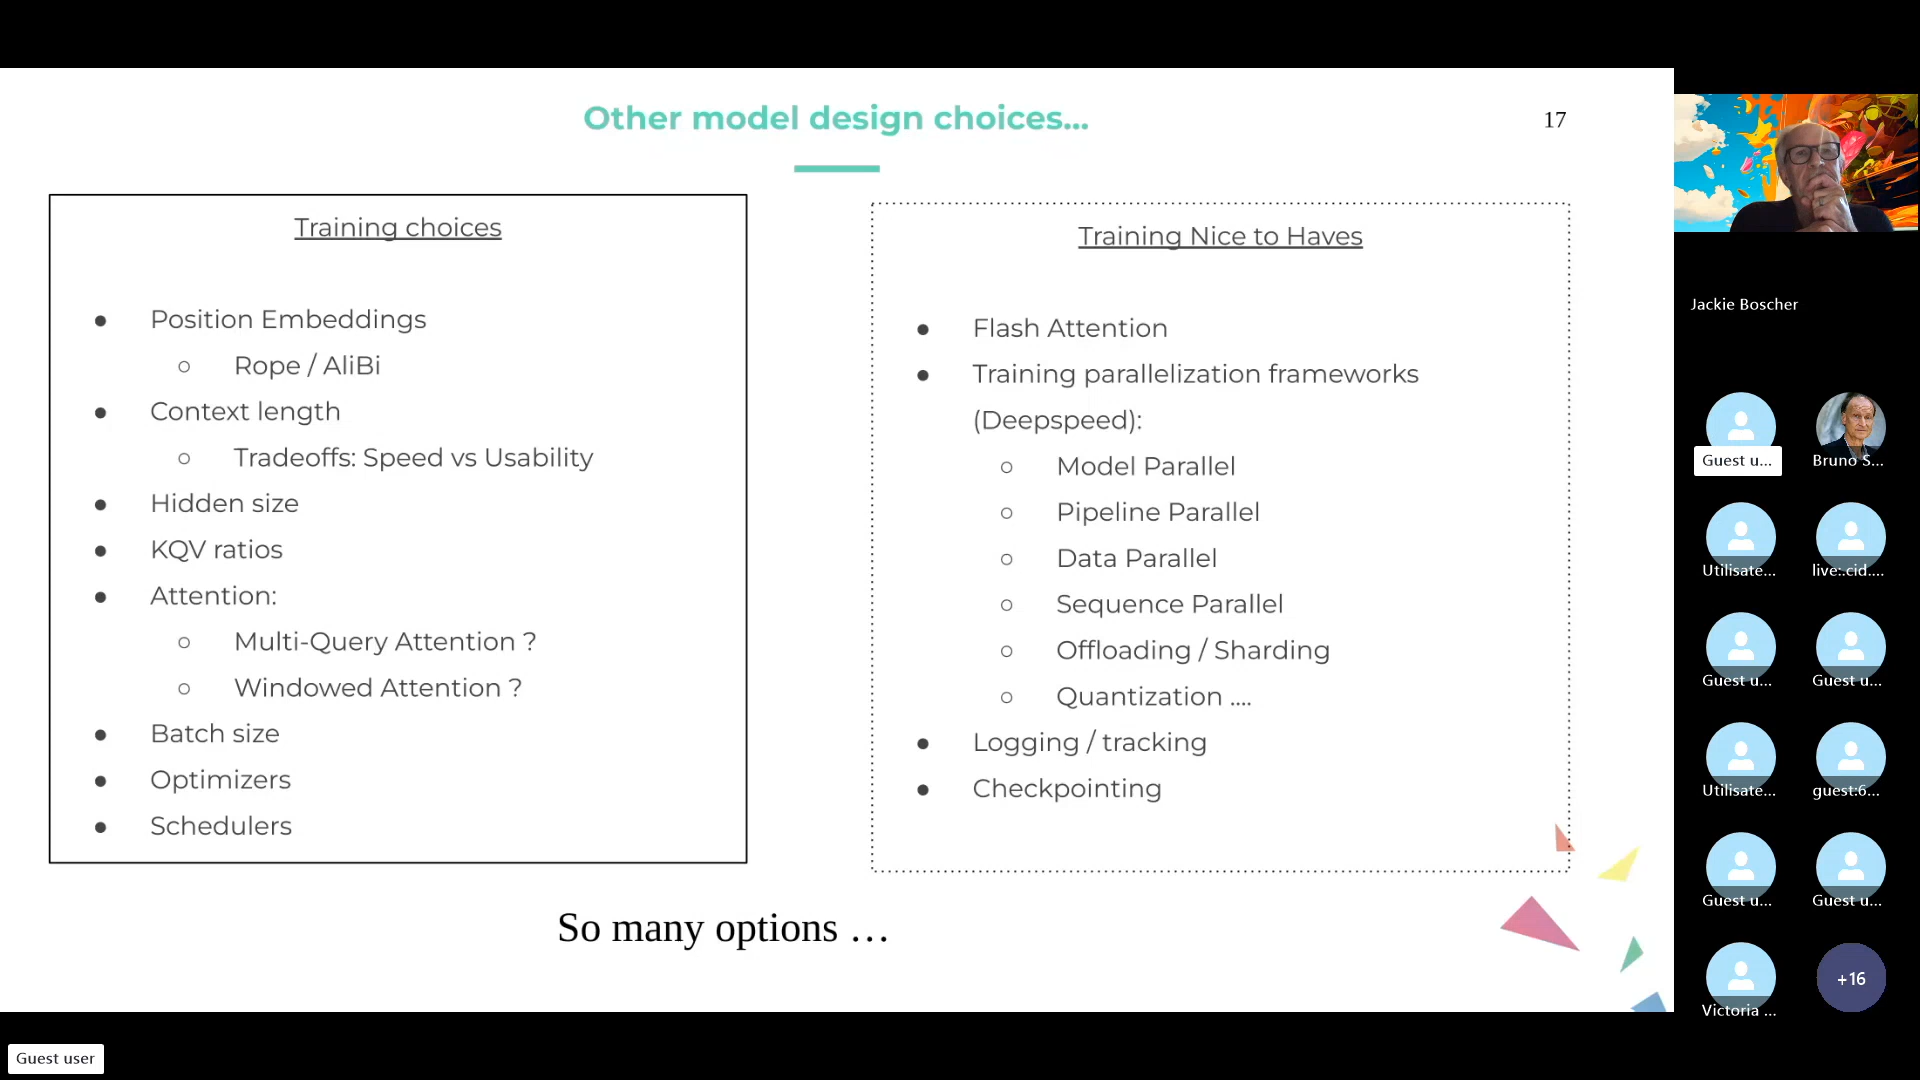 Other model design choices...
17
Training choices
● Position Embeddings
○ Rope / AliBi
● Context length
○ Tradeoffs: Speed vs Usability
● Hidden size
● KQV ratios
● Attention:
○ Multi-Query Attention ?
○ Windowed Attention ?
● Batch size
● Optimizers
● Schedulers
Training Nice to Haves
● Flash Attention
● Training parallelization frameworks
(Deepspeed):
○ Model Parallel
○ Pipeline Parallel
○ Data Parallel
○ Sequence Parallel
○ Offloading / Sharding
○ Quantization ....
● Logging / tracking
● Checkpointing
So many options …
Jackie Boscher
Guest u...
Bruno S...
Utilisate...
live:.cid....
Guest u...
Guest u...
Utilisate...
guest:6...
Guest u...
Guest u...
Victoria ...
+16
Guest user